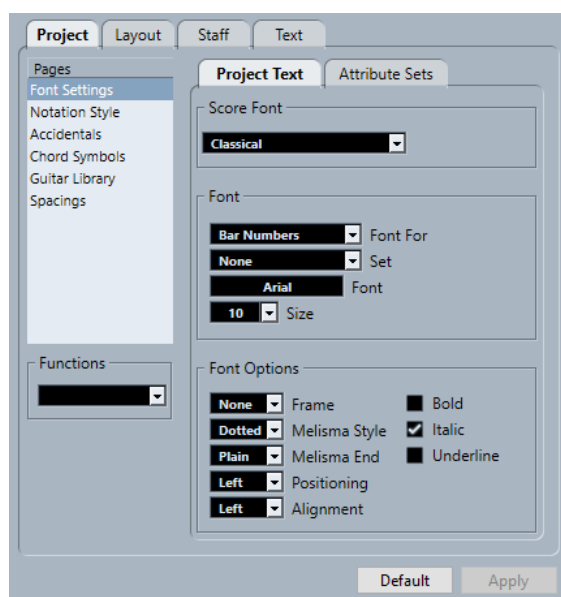 Project Layout Staff Text
Pages
Font Settings
Notation Style
Accidentals
Chord Symbols
Guitar Library
Spacings
Functions
Project Text Attribute Sets
Score Font
Classical
Font
Bar Numbers Font For
None Set
Arial Font
10 Size
Font Options
None Frame Bold
Dotted Melisma Style Italic
Plain Melisma End Underline
Left Positioning
Left Alignment
Default Apply